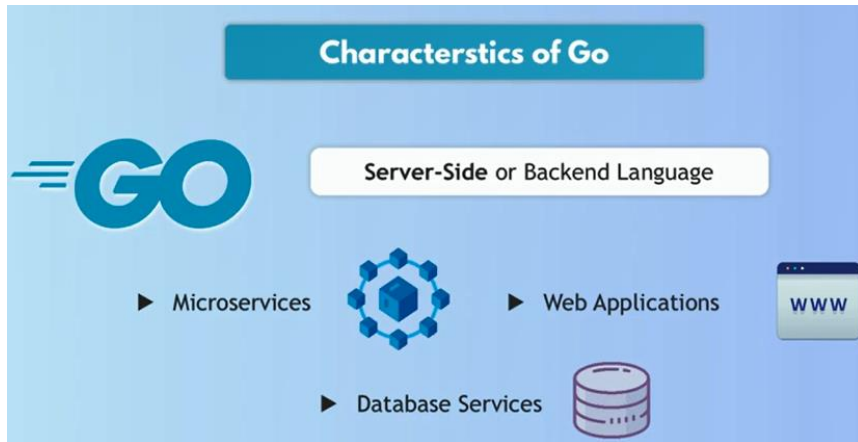 Characterstics of Go
GO
Server-Side or Backend Language
► Microservices
► Web Applications
WWW
► Database Services